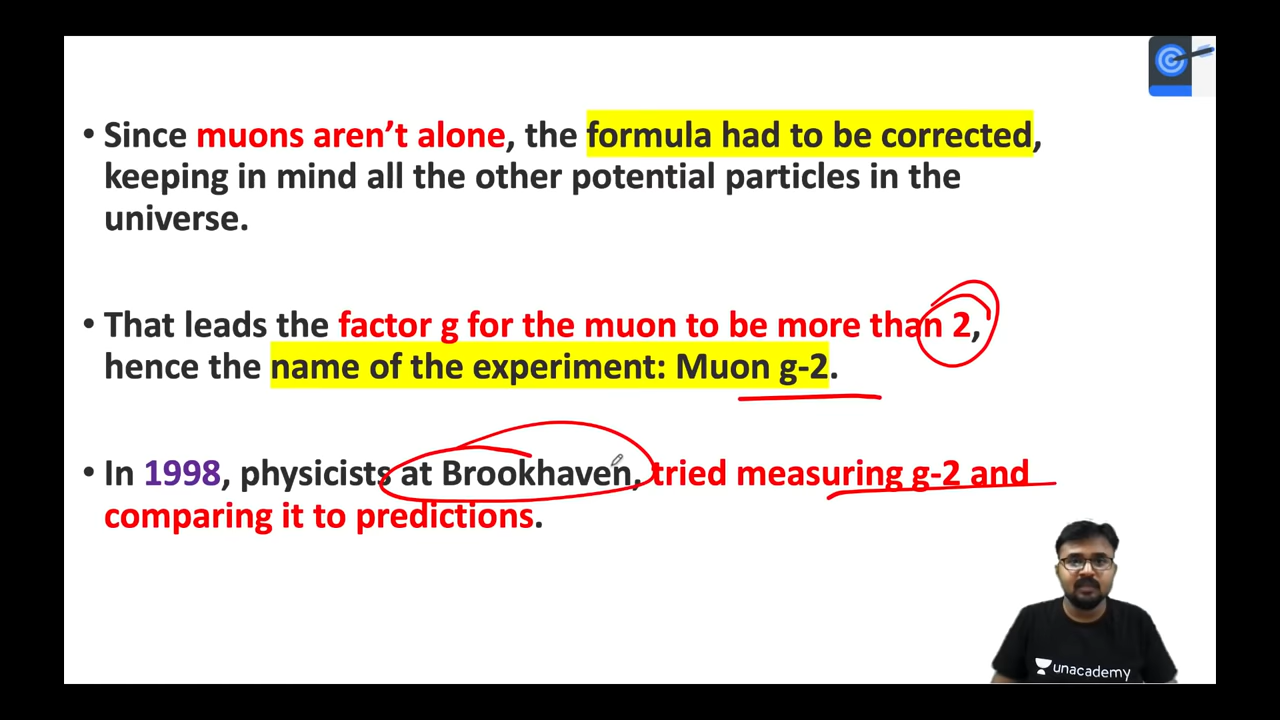 • Since muons aren’t alone, the formula had to be corrected,
keeping in mind all the other potential particles in the
universe.
• That leads the factor g for the muon to be more than 2,
hence the name of the experiment: Muon g-2.
• In 1998, physicists at Brookhaven, tried measuring g-2 and
comparing it to predictions.
unacademy